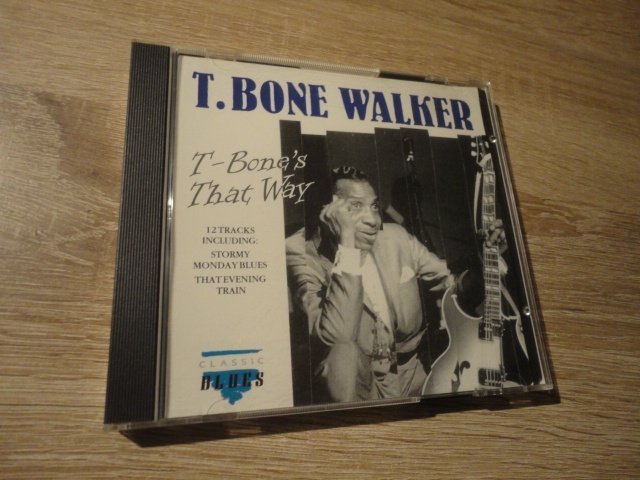 T. BONE WALKER
T-Bone's
That Way
12 TRACKS
INCLUDING:
STORMY
MONDAY BLUES
THAT EVENING
TRAIN
CLASSIC
BLUES